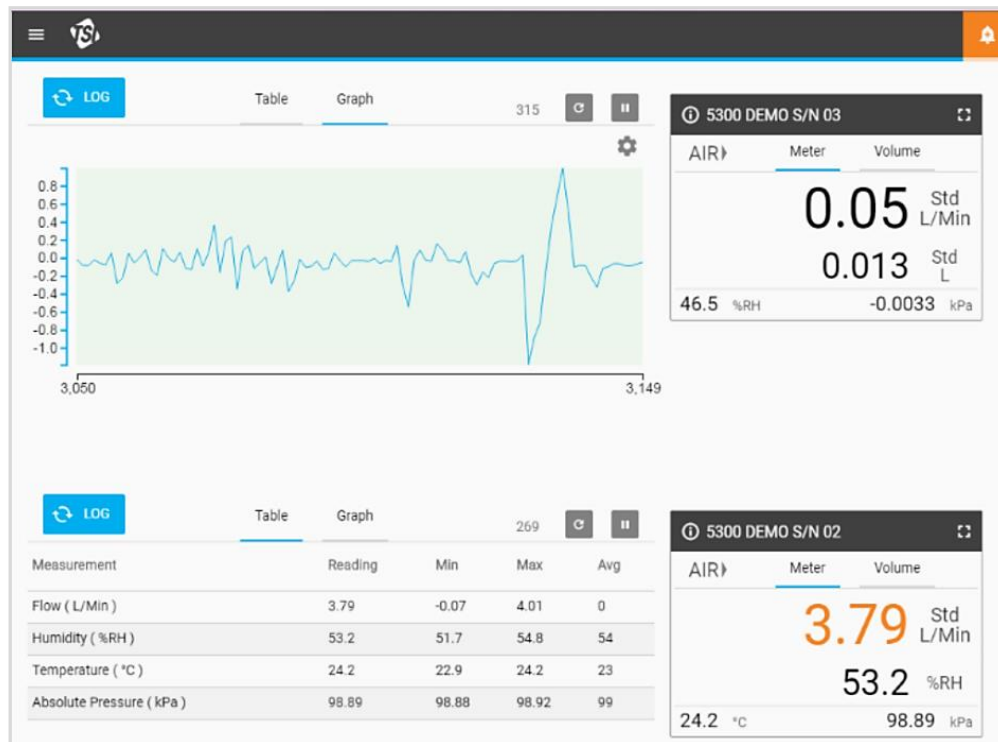 TSI
LOG Table Graph 315
0.8
0.6
0.4
0.2
0.0
-0.2
-0.4
-0.6
-0.8
-1.0
3,050 3,149
5300 DEMO S/N 03
AIR Meter Volume
0.05 Std L/Min
0.013 Std L
46.5 %RH -0.0033 kPa
LOG Table Graph 269
Measurement Reading Min Max Avg
Flow ( L/Min ) 3.79 -0.07 4.01 0
Humidity ( %RH ) 53.2 51.7 54.8 54
Temperature ( °C ) 24.2 22.9 24.2 23
Absolute Pressure ( kPa ) 98.89 98.88 98.92 99
5300 DEMO S/N 02
AIR Meter Volume
3.79 Std L/Min
53.2 %RH
24.2 °C 98.89 kPa